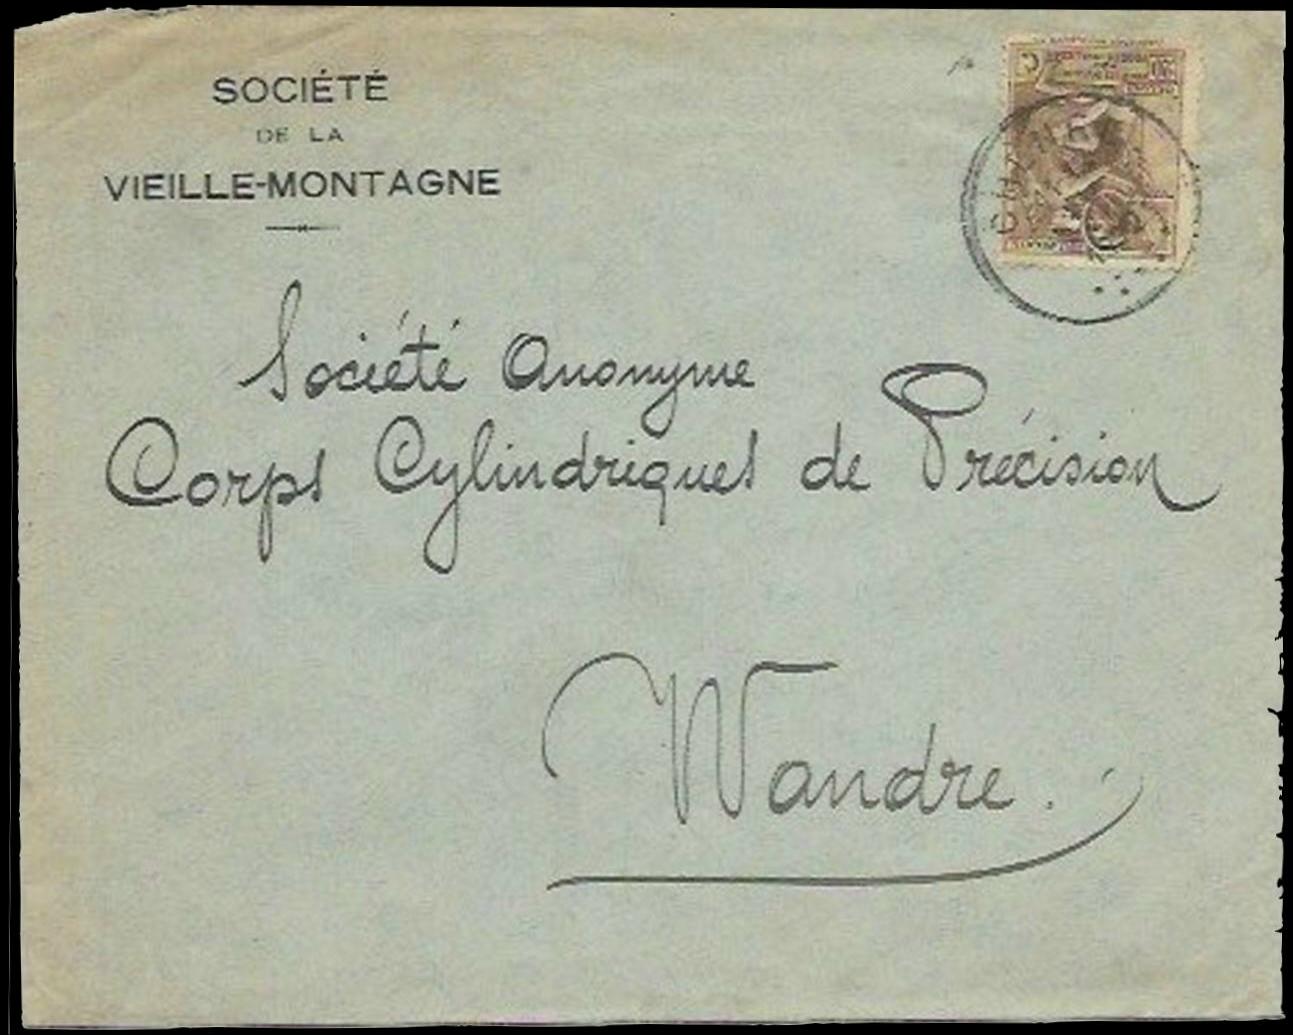 SOCIÉTÉ
DE LA
VIEILLE-MONTAGNE
Société Anonyme
Corps Cylindriques de Précision
Wandre.